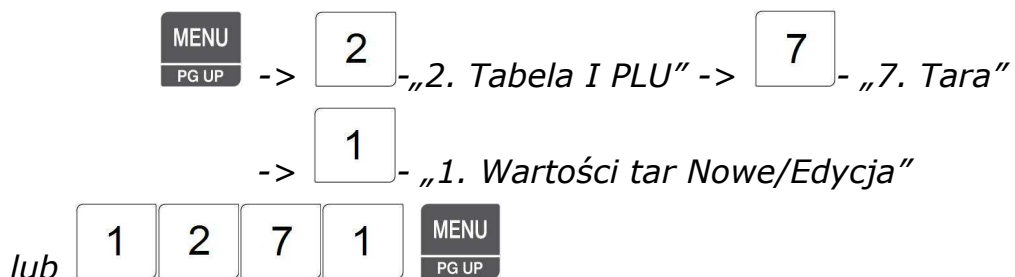 MENU PG UP -> 2 -„2. Tabela I PLU” -> 7 - „7. Tara”
-> 1 - „1. Wartości tar Nowe/Edycja”
lub 1 2 7 1 MENU PG UP